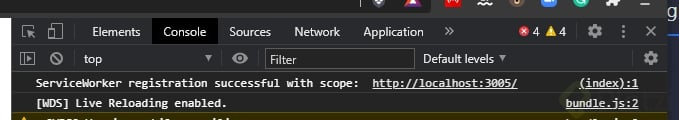 Elements Console Sources Network Application » 4 4
top Filter Default levels
ServiceWorker registration successful with scope: http://localhost:3005/ (index):1
[WDS] Live Reloading enabled. bundle.js:2